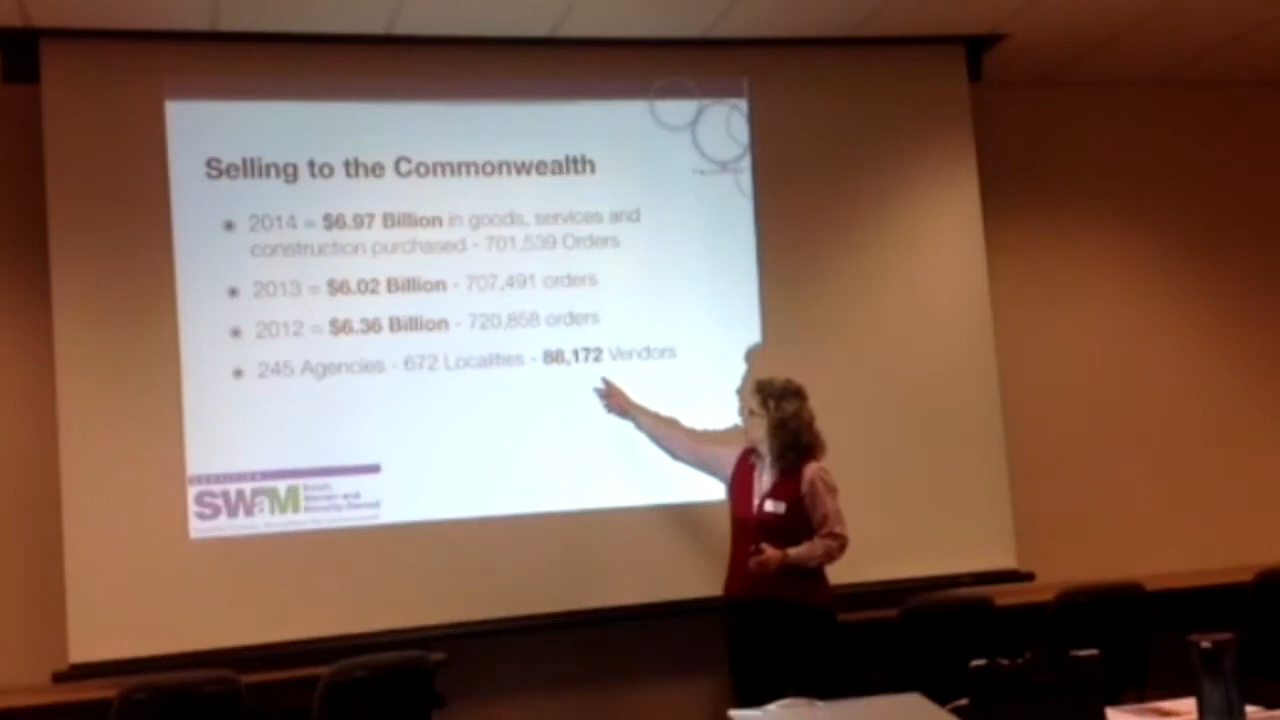 Selling to the Commonwealth
2014 = $6.97 Billion in goods, services and
construction purchased - 701,539 Orders
2013 = $6.02 Billion - 707,491 orders
2012 = $6.36 Billion - 720,858 orders
245 Agencies - 672 Localities - 88,172 Vendors
SWaM
Small,
Women and
Minority Owned